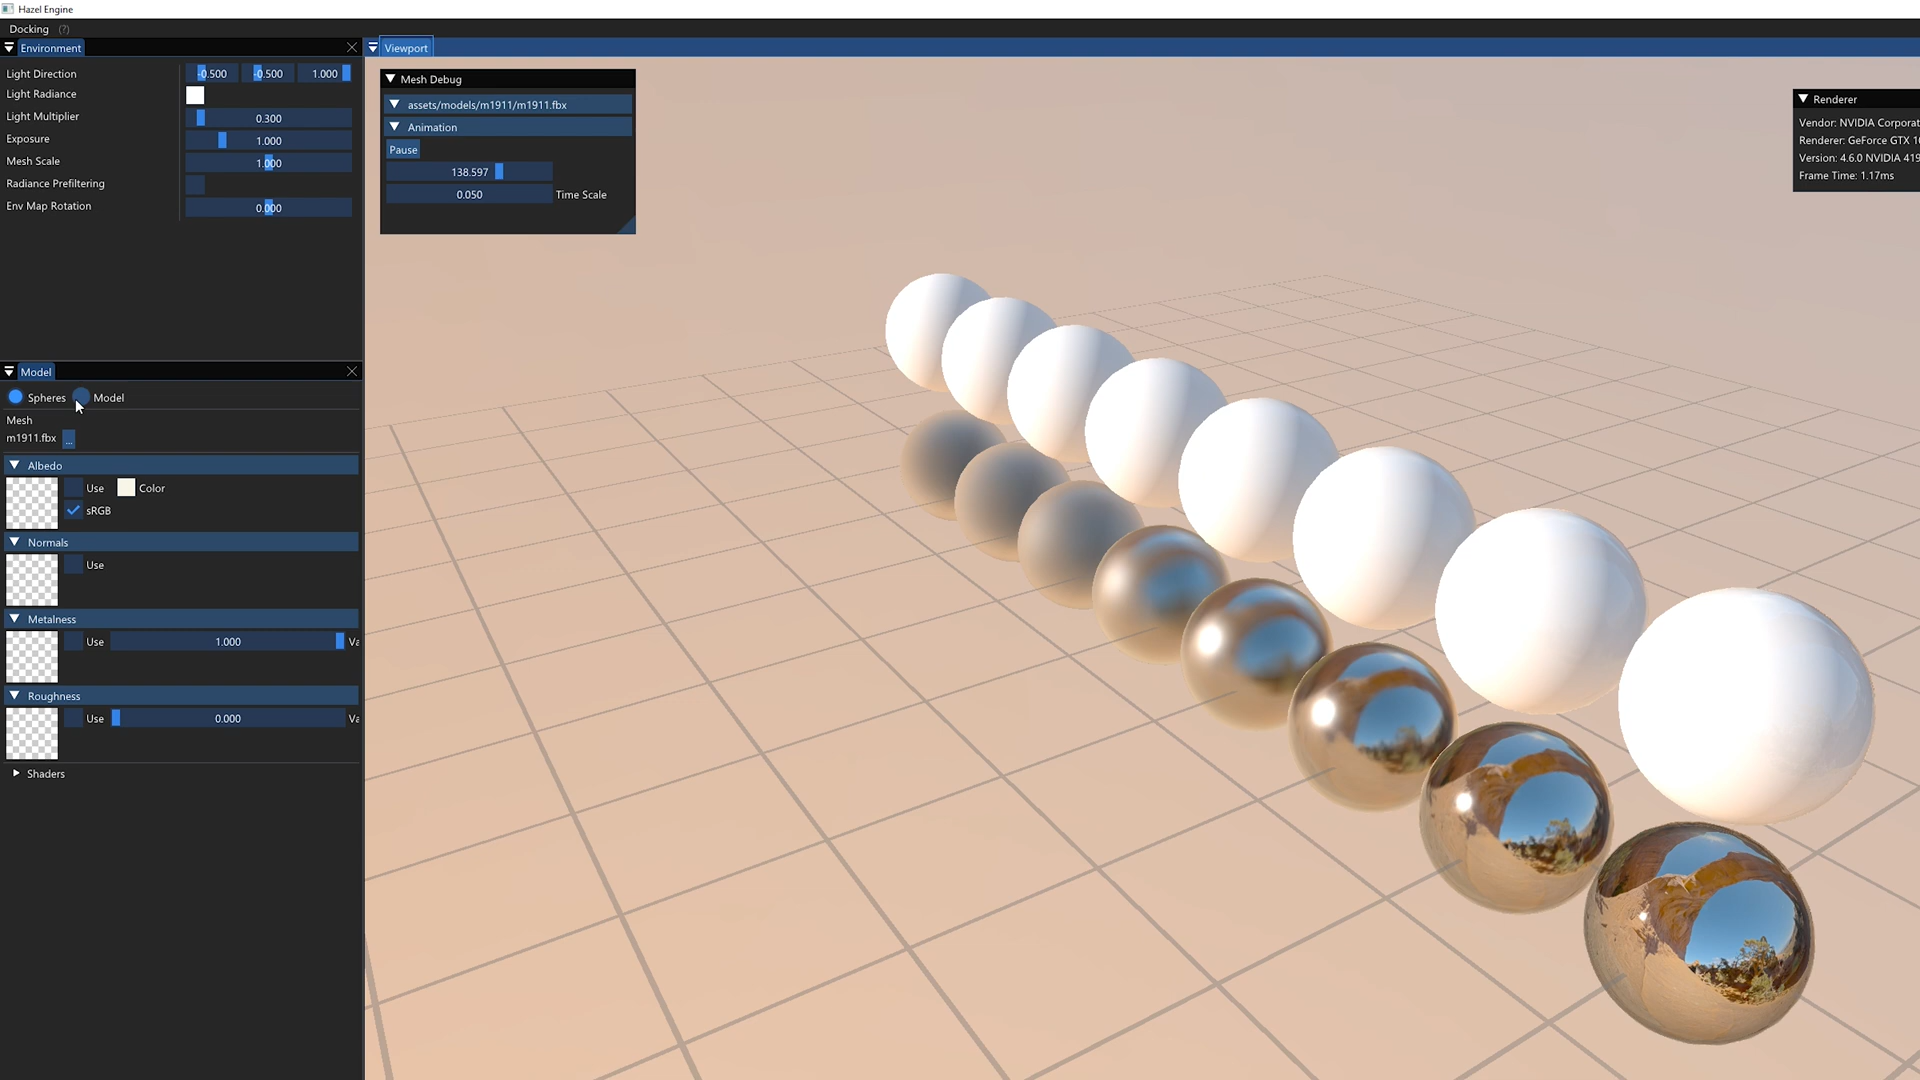 Hazel Engine
Docking (?)
Environment
Light Direction -0.500 -0.500 1.000
Light Radiance
Light Multiplier 0.300
Exposure 1.000
Mesh Scale 1.000
Radiance Prefiltering
Env Map Rotation 0.000
Model
Spheres Model
Mesh
m1911.fbx ...
Albedo
Use Color
sRGB
Normals
Use
Metalness
Use 1.000 Va
Roughness
Use 0.000 Va
Shaders
Viewport
Mesh Debug
assets/models/m1911/m1911.fbx
Animation
Pause
138.597
0.050 Time Scale
Renderer
Vendor: NVIDIA Corporat
Renderer: GeForce GTX 1
Version: 4.6.0 NVIDIA 419
Frame Time: 1.17ms